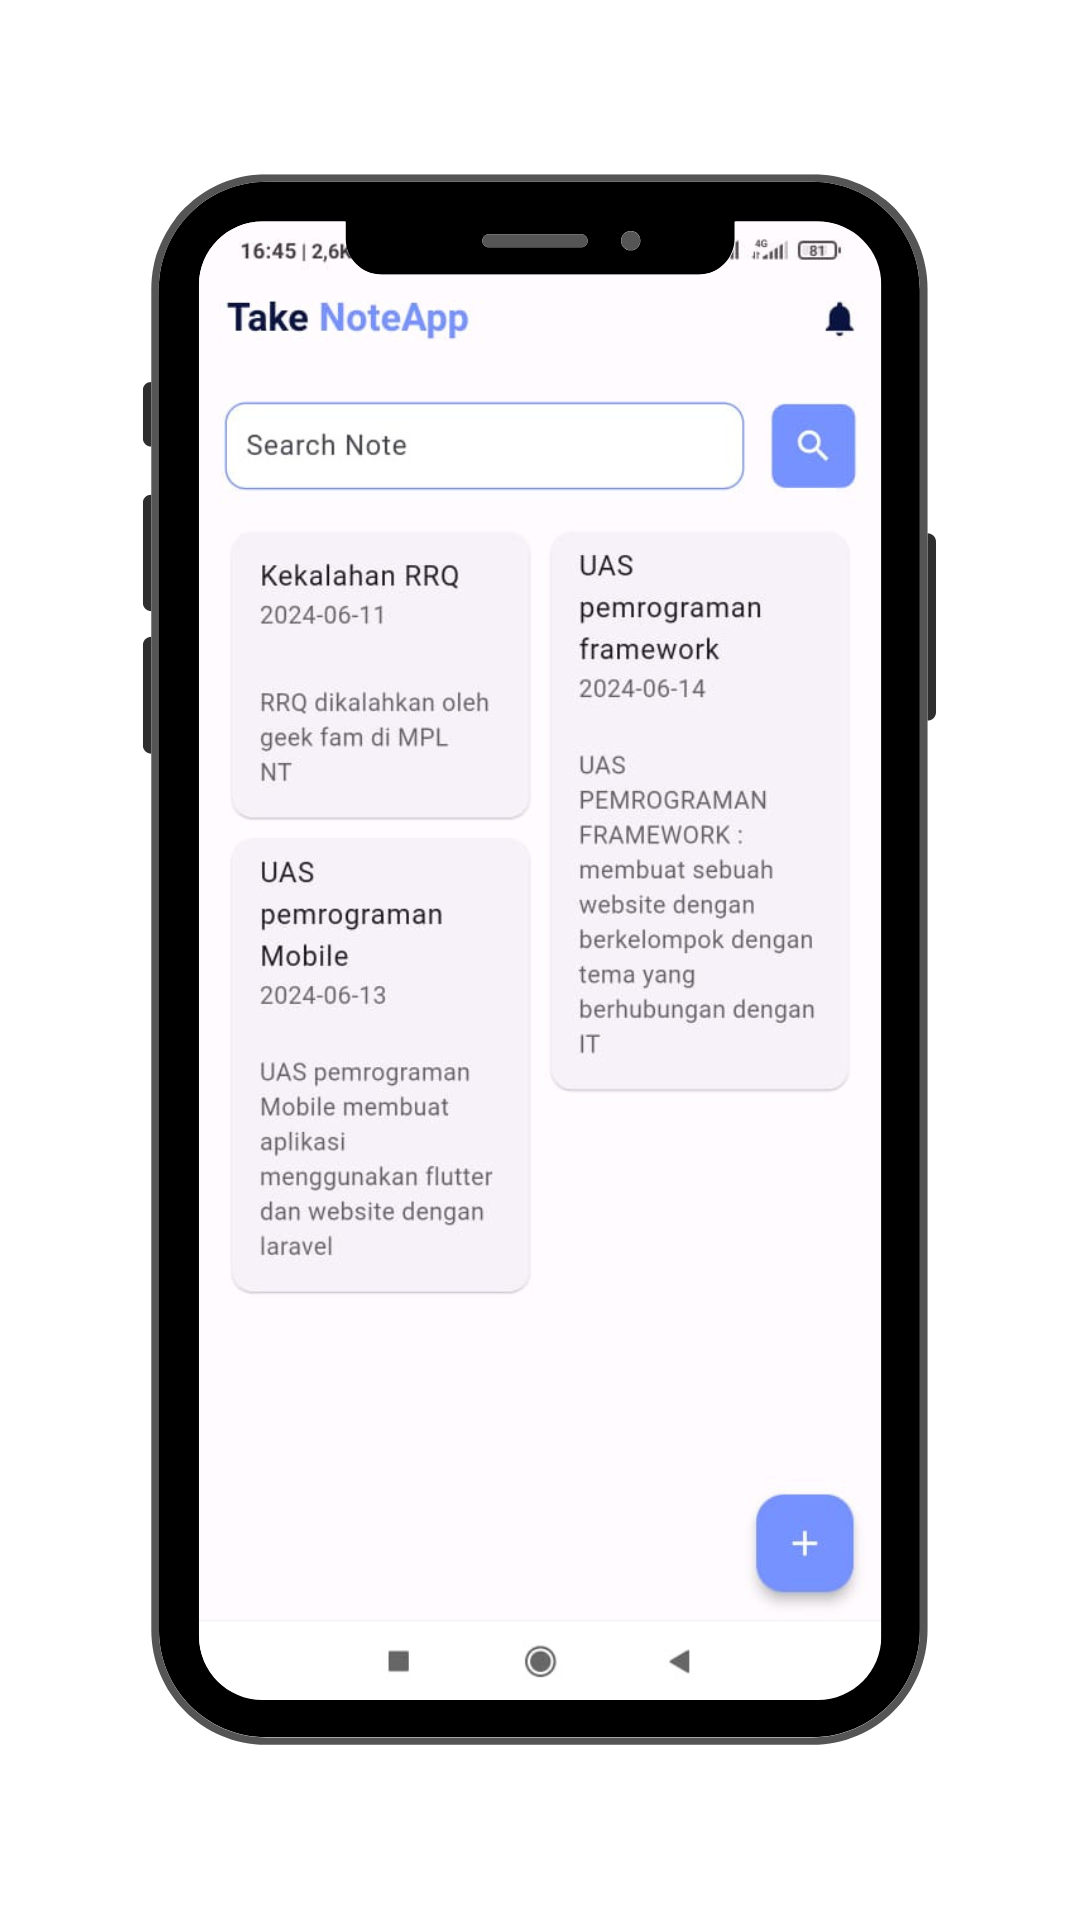 16:45 | 2,6K
4G
81
Take NoteApp
Search Note
Kekalahan RRQ
2024-06-11
RRQ dikalahkan oleh
geek fam di MPL
NT
UAS
pemrograman
Mobile
2024-06-13
UAS pemrograman
Mobile membuat
aplikasi
menggunakan flutter
dan website dengan
laravel
UAS
pemrograman
framework
2024-06-14
UAS
PEMROGRAMAN
FRAMEWORK :
membuat sebuah
website dengan
berkelompok dengan
tema yang
berhubungan dengan
IT